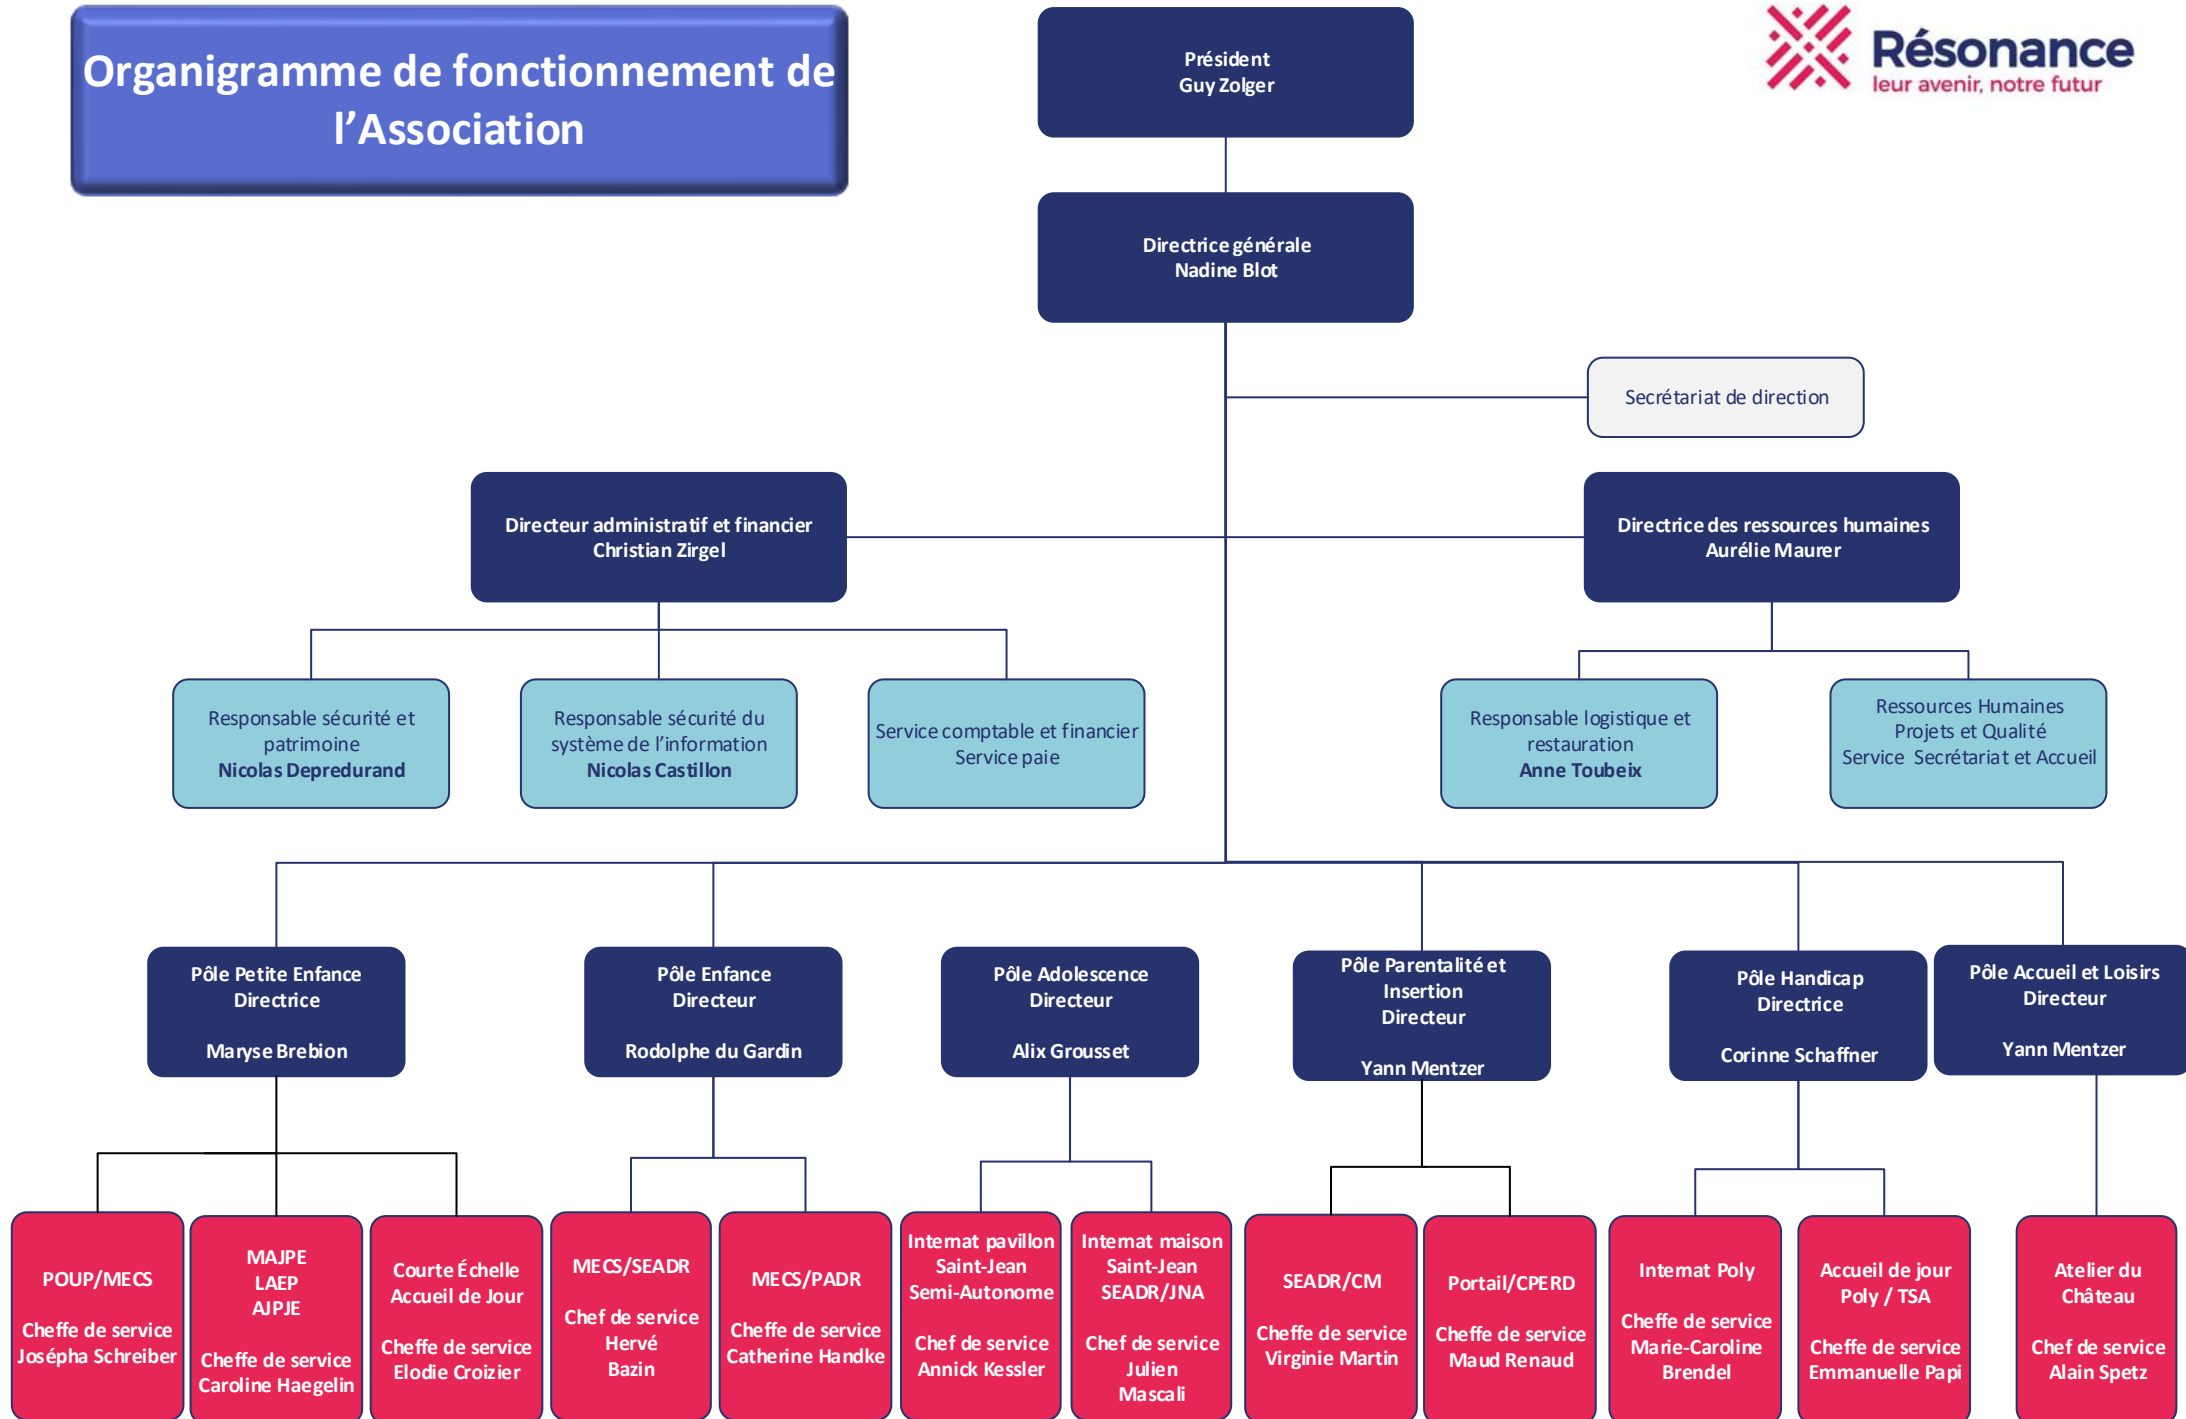 Organigramme de fonctionnement de
l'Association
Président
Guy Zolger
Résonance
leur avenir, notre futur
Directrice générale
Nadine Blot
Secrétariat de direction
Directeur administratif et financier
Christian Zirgel
Directrice des ressources humaines
Aurélie Maurer
Responsable sécurité et
patrimoine
Nicolas Depredurand
Responsable sécurité du
système de l'information
Nicolas Castillon
Service comptable et financier
Service paie
Responsable logistique et
restauration
Anne Toubeix
Ressources Humaines
Projets et Qualité
Service Secrétariat et Accueil
Pôle Petite Enfance
Directrice
Maryse Brebion
Pôle Enfance
Directeur
Rodolphe du Gardin
Pôle Adolescence
Directeur
Alix Grousset
Pôle Parentalité et
Insertion
Directeur
Yann Mentzer
Pôle Handicap
Directrice
Corinne Schaffner
Pôle Accueil et Loisirs
Directeur
Yann Mentzer
POUP/MECS
Cheffe de service
Josépha Schreiber
MAJPE
LAEP
AJPJE
Cheffe de service
Caroline Haegelin
Courte Échelle
Accueil de Jour
Cheffe de service
Elodie Croizier
MECS/SEADR
Chef de service
Hervé
Bazin
MECS/PADR
Cheffe de service
Catherine Handke
Internat pavillon
Saint-Jean
Semi-Autonome
Chef de service
Annick Kessler
Internat maison
Saint-Jean
SEADR/JNA
Chef de service
Julien
Mascali
SEADR/CM
Cheffe de service
Virginie Martin
Portail/CPERD
Cheffe de service
Maud Renaud
Internat Poly
Cheffe de service
Marie-Caroline
Brendel
Accueil de jour
Poly / TSA
Cheffe de service
Emmanuelle Papi
Atelier du
Château
Chef de service
Alain Spetz